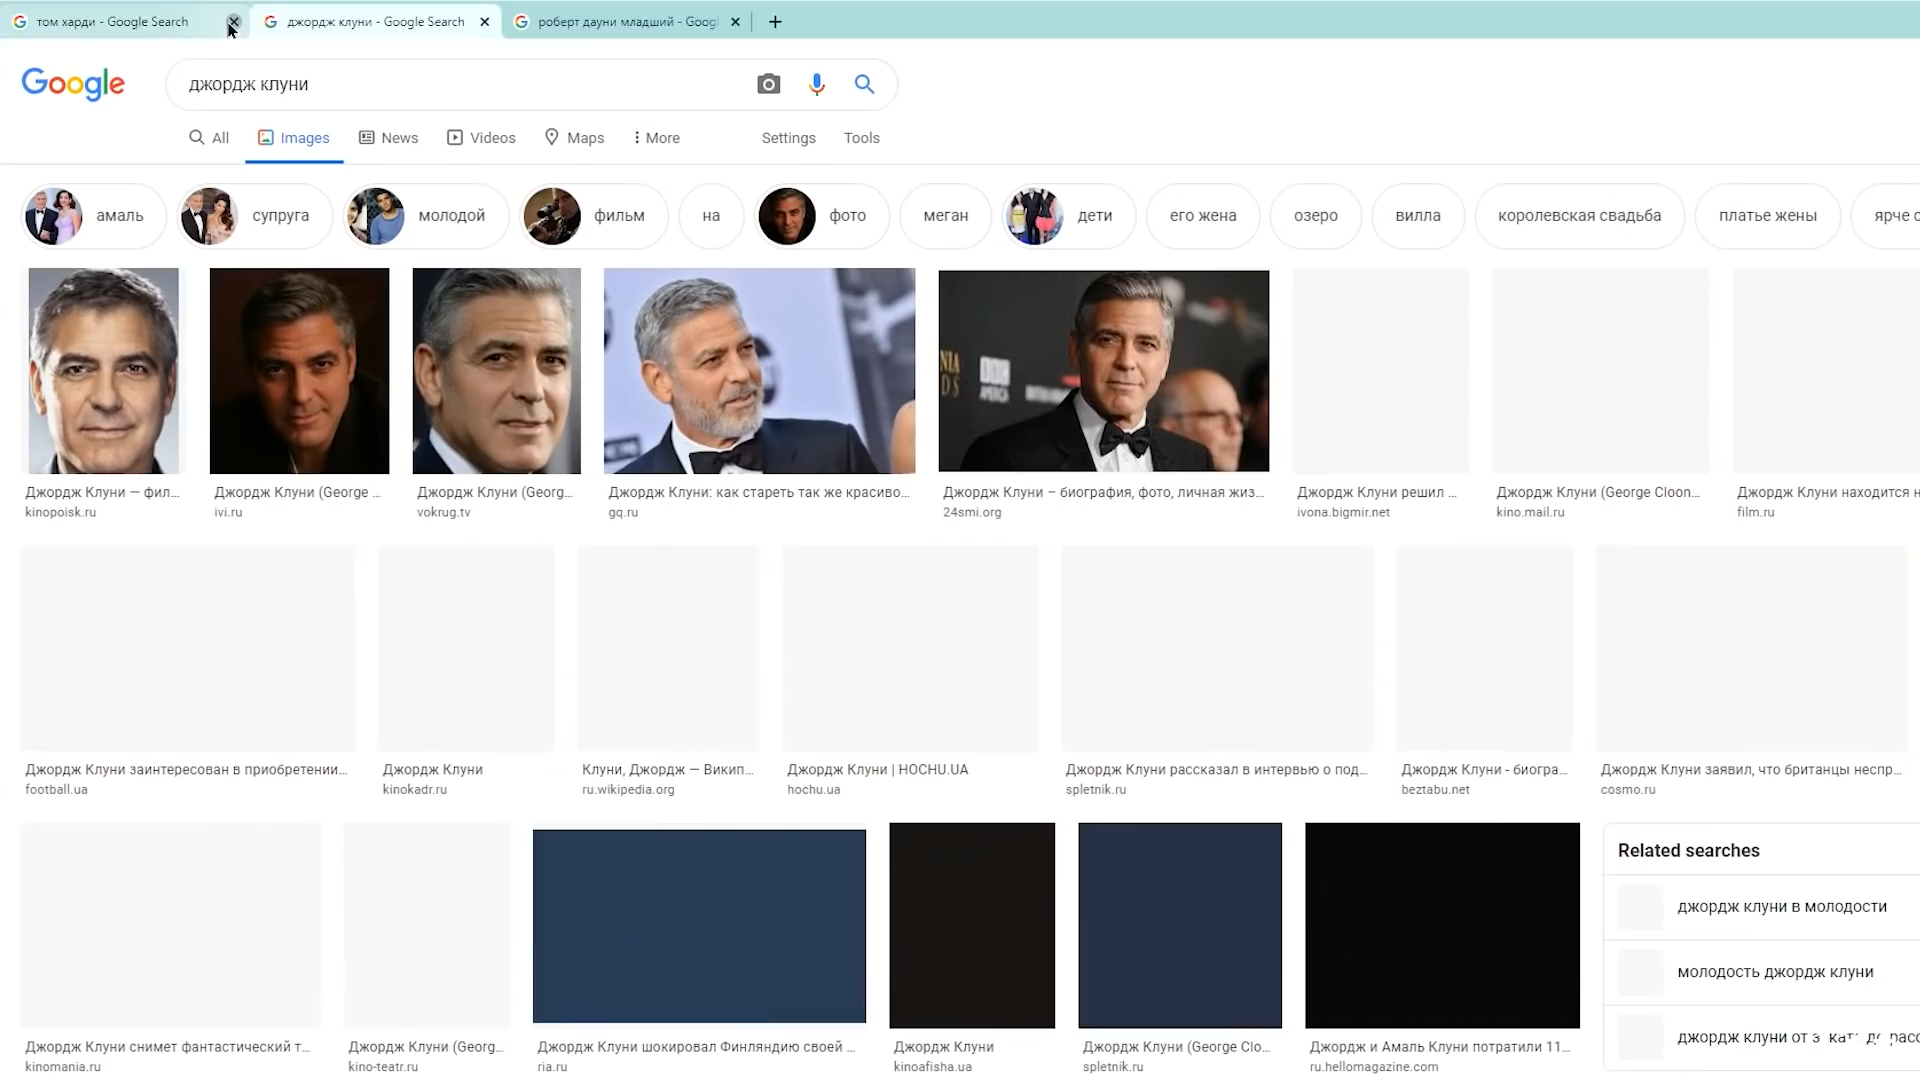 том харди - Google Search
джордж клуни - Google Search
роберт дауни младший - Goog
Google
джордж клуни
All
Images
News
Videos
Maps
More
Settings
Tools
амаль
супруга
молодой
фильм
на
фото
меган
дети
его жена
озеро
вилла
королевская свадьба
платье жены
ярче
BBC
AMERICA
Джордж Клуни — фил...
kinopoisk.ru
Джордж Клуни (George ...
ivi.ru
Джордж Клуни (Georg...
vokrug.tv
Джордж Клуни: как стареть так же красиво...
gq.ru
Джордж Клуни – биография, фото, личная жиз...
24smi.org
Джордж Клуни решил ...
ivona.bigmir.net
Джордж Клуни (George Cloon...
kino.mail.ru
Джордж Клуни находится н
film.ru
Джордж Клуни заинтересован в приобретении...
football.ua
Джордж Клуни
kinokadr.ru
Клуни, Джордж — Викип...
ru.wikipedia.org
Джордж Клуни | HOCHU.UA
hochu.ua
Джордж Клуни рассказал в интервью о под...
spletnik.ru
Джордж Клуни - биогра...
beztabu.net
Джордж Клуни заявил, что британцы неспр...
cosmo.ru
Джордж Клуни снимет фантастический т...
kinomania.ru
Джордж Клуни (Georg...
kino-teatr.ru
Джордж Клуни шокировал Финляндию своей ...
ria.ru
Джордж Клуни
kinoafisha.ua
Джордж Клуни (George Clo...
spletnik.ru
Джордж и Амаль Клуни потратили 11...
ru.hellomagazine.com
Related searches
джордж клуни в молодости
молодость джордж клуни
джордж клуни от